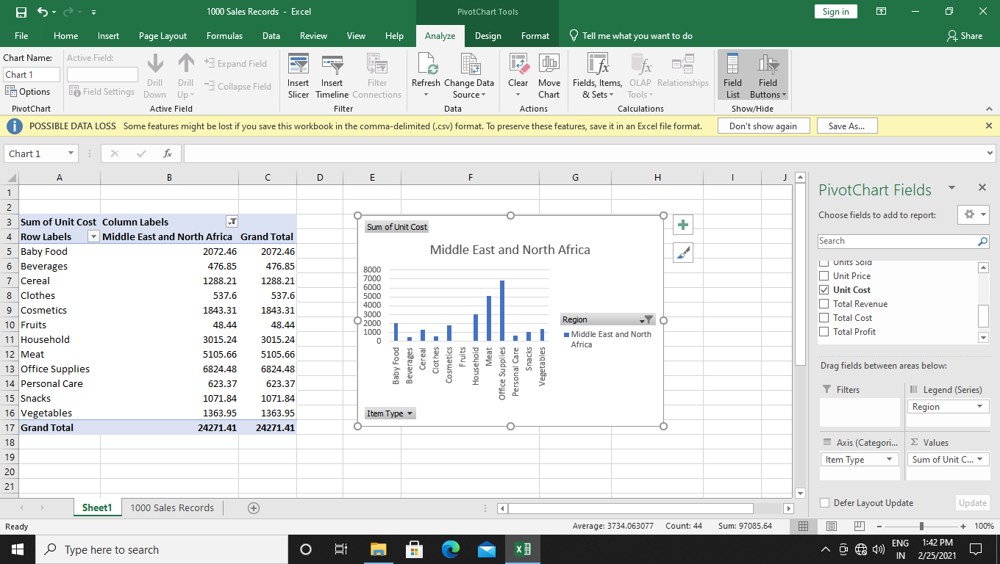 1000 Sales Records - Excel
PivotChart Tools
Sign in
File Home Insert Page Layout Formulas Data Review View Help Analyze Design Format Tell me what you want to do Share
Chart Name:
Chart 1
Options
PivotChart
Active Field:
Field Settings
Drill Down
Drill Up
Expand Field
Collapse Field
Active Field
Insert Slicer
Insert Timeline
Filter Connections
Filter
Refresh
Change Data Source
Data
Clear
Move Chart
Actions
Fields, Items, & Sets
OLAP Tools
Relationships
Calculations
Field List
Field Buttons
Show/Hide
POSSIBLE DATA LOSS Some features might be lost if you save this workbook in the comma-delimited (.csv) format. To preserve these features, save it in an Excel file format. Don't show again Save As...
Chart 1
fx
A B C D E F G H I J
1
2
3 Sum of Unit Cost Column Labels
4 Row Labels Middle East and North Africa Grand Total
5 Baby Food 2072.46 2072.46
6 Beverages 476.85 476.85
7 Cereal 1288.21 1288.21
8 Clothes 537.6 537.6
9 Cosmetics 1843.31 1843.31
10 Fruits 48.44 48.44
11 Household 3015.24 3015.24
12 Meat 5105.66 5105.66
13 Office Supplies 6824.48 6824.48
14 Personal Care 623.37 623.37
15 Snacks 1071.84 1071.84
16 Vegetables 1363.95 1363.95
17 Grand Total 24271.41 24271.41
18
19
20
21
Sum of Unit Cost
Middle East and North Africa
8000
7000
6000
5000
4000
3000
2000
1000
0
Baby Food
Beverages
Cereal
Clothes
Cosmetics
Fruits
Household
Meat
Office Supplies
Personal Care
Snacks
Vegetables
Region
Middle East and North
Africa
Item Type
PivotChart Fields
Choose fields to add to report:
Search
Units Sold
Unit Price
Unit Cost
Total Revenue
Total Cost
Total Profit
Drag fields between areas below:
Filters
Legend (Series)
Region
Axis (Categori...
Item Type
Values
Sum of Unit C...
Defer Layout Update
Update
Sheet1 1000 Sales Records
Ready
Average: 3734.063077 Count: 44 Sum: 97085.64
100%
Type here to search
ENG
IN
1:42 PM
2/25/2021